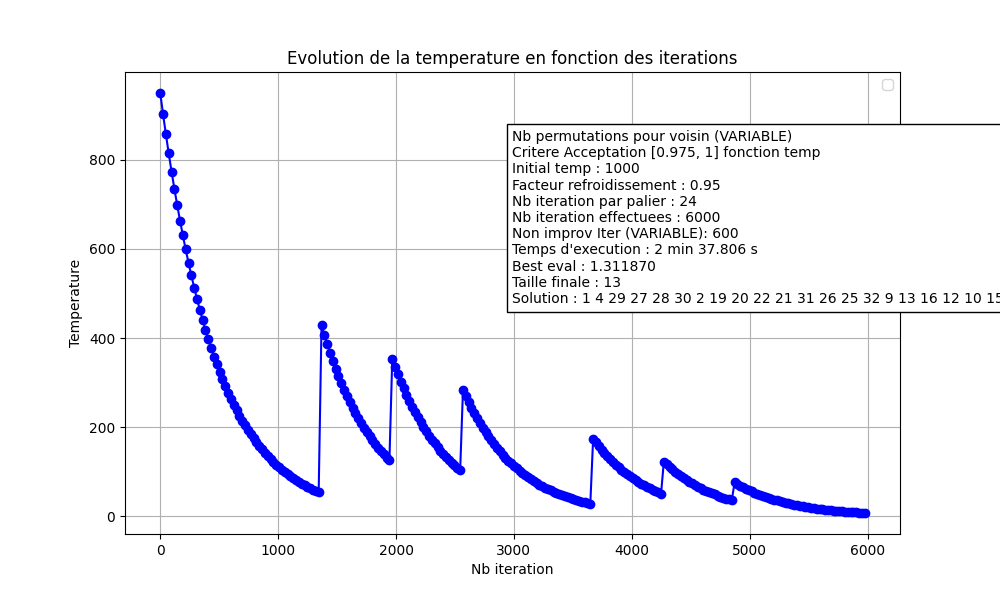 Evolution de la temperature en fonction des iterations
Nb permutations pour voisin (VARIABLE)
Critere Acceptation [0.975, 1] fonction temp
Initial temp : 1000
Facteur refroidissement : 0.95
Nb iteration par palier : 24
Nb iteration effectuees : 6000
Non improv Iter (VARIABLE): 600
Temps d'execution : 2 min 37.806 s
Best eval : 1.311870
Taille finale : 13
Solution : 1 4 29 27 28 30 2 19 20 22 21 31 26 25 32 9 13 16 12 10 15
Temperature
800
600
400
200
0
0 1000 2000 3000 4000 5000 6000
Nb iteration